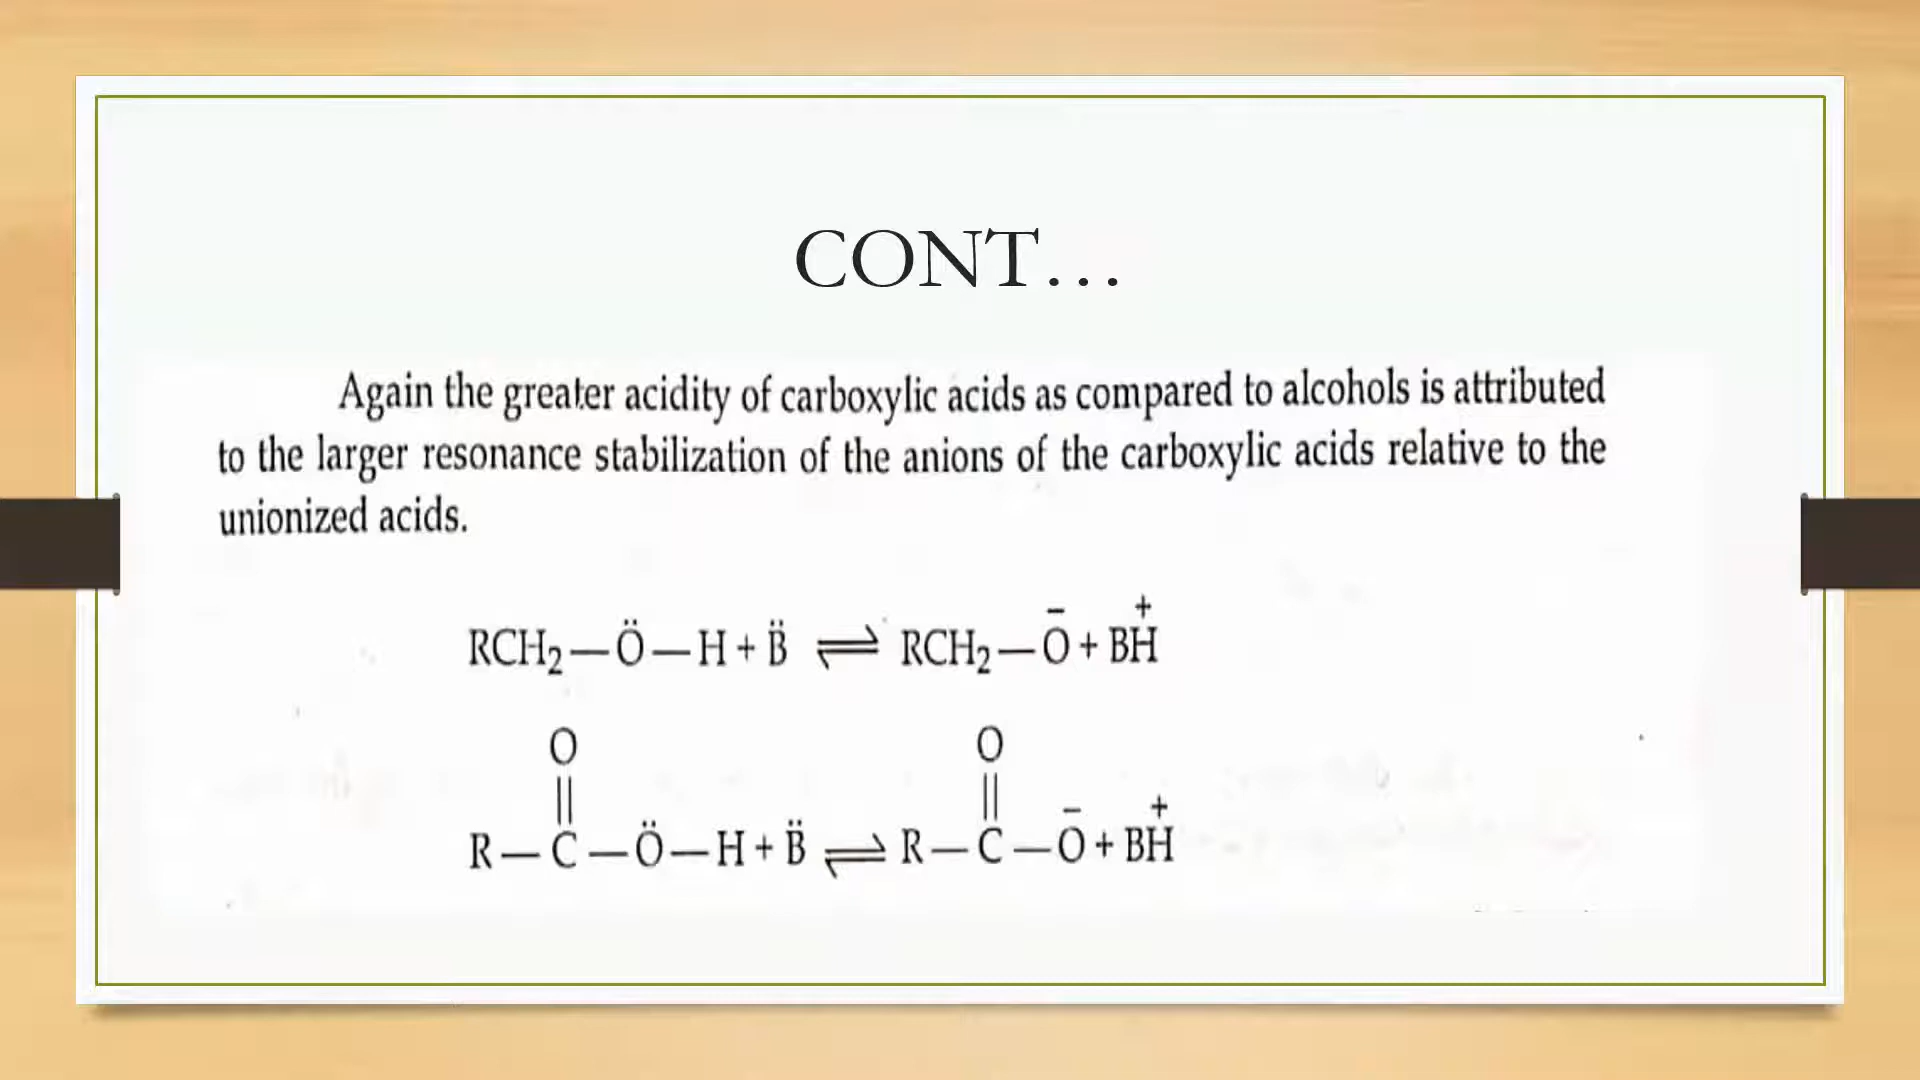 CONT...
Again the greater acidity of carboxylic acids as compared to alcohols is attributed
to the larger resonance stabilization of the anions of the carboxylic acids relative to the
unionized acids.
RCH₂—Ö—H + B̈ ⇌ RCH₂—Ō + BH⁺
O O
|| ||
R—C—Ö—H + B̈ ⇌ R—C—Ō + BH⁺